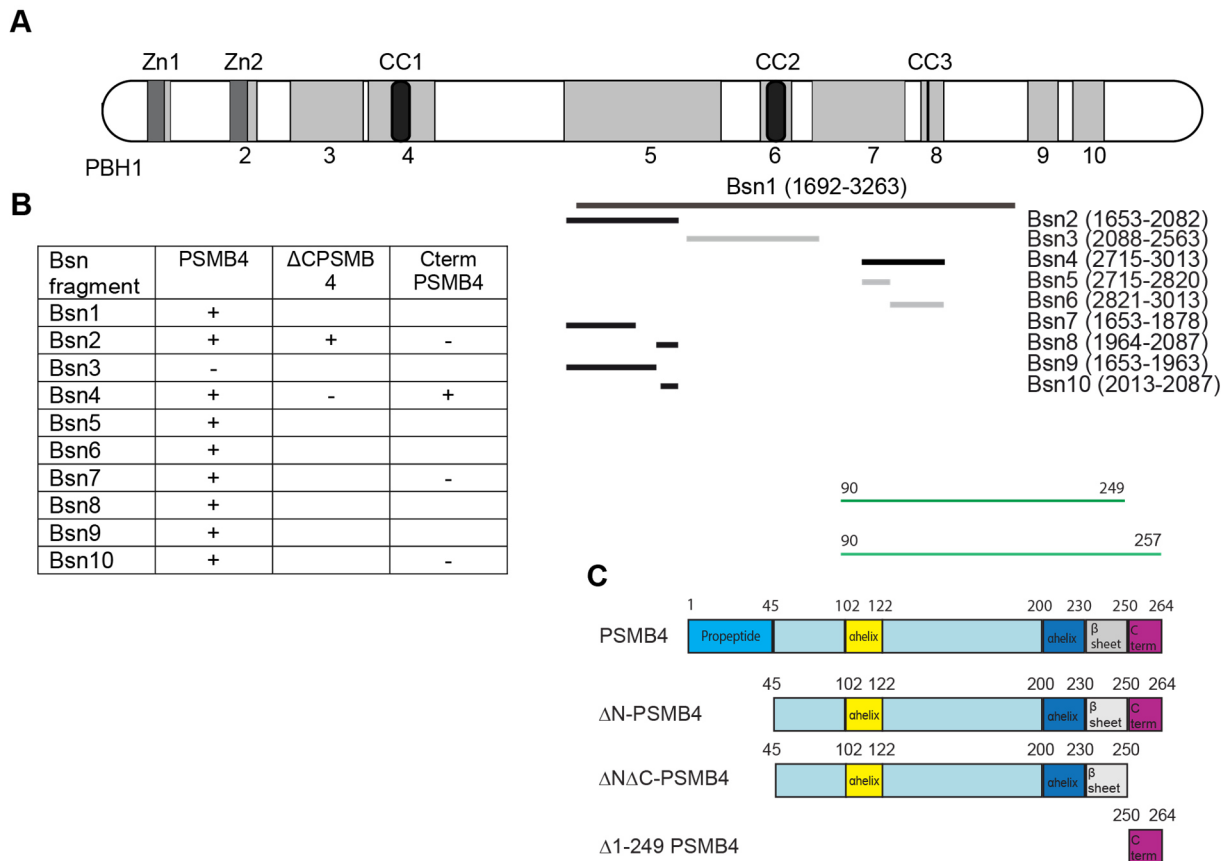 A
Zn1 Zn2 CC1 CC2 CC3
PBH1 2 3 4 5 6 7 8 9 10
Bsn1 (1692-3263)
Bsn2 (1653-2082)
Bsn3 (2088-2563)
Bsn4 (2715-3013)
Bsn5 (2715-2820)
Bsn6 (2821-3013)
Bsn7 (1653-1878)
Bsn8 (1964-2087)
Bsn9 (1653-1963)
Bsn10 (2013-2087)
B
Bsn fragment PSMB4 ΔCPSMB 4 Cterm PSMB4
Bsn1 +
Bsn2 + + -
Bsn3 -
Bsn4 + - +
Bsn5 +
Bsn6 +
Bsn7 + -
Bsn8 +
Bsn9 +
Bsn10 + -
90 249
90 257
C
1 45 102 122 200 230 250 264
PSMB4 Propeptide αhelix αhelix β sheet C term
45 102 122 200 230 250 264
ΔN-PSMB4 αhelix αhelix β sheet C term
45 102 122 200 230 250
ΔNΔC-PSMB4 αhelix αhelix β sheet
250 264
Δ1-249 PSMB4 C term